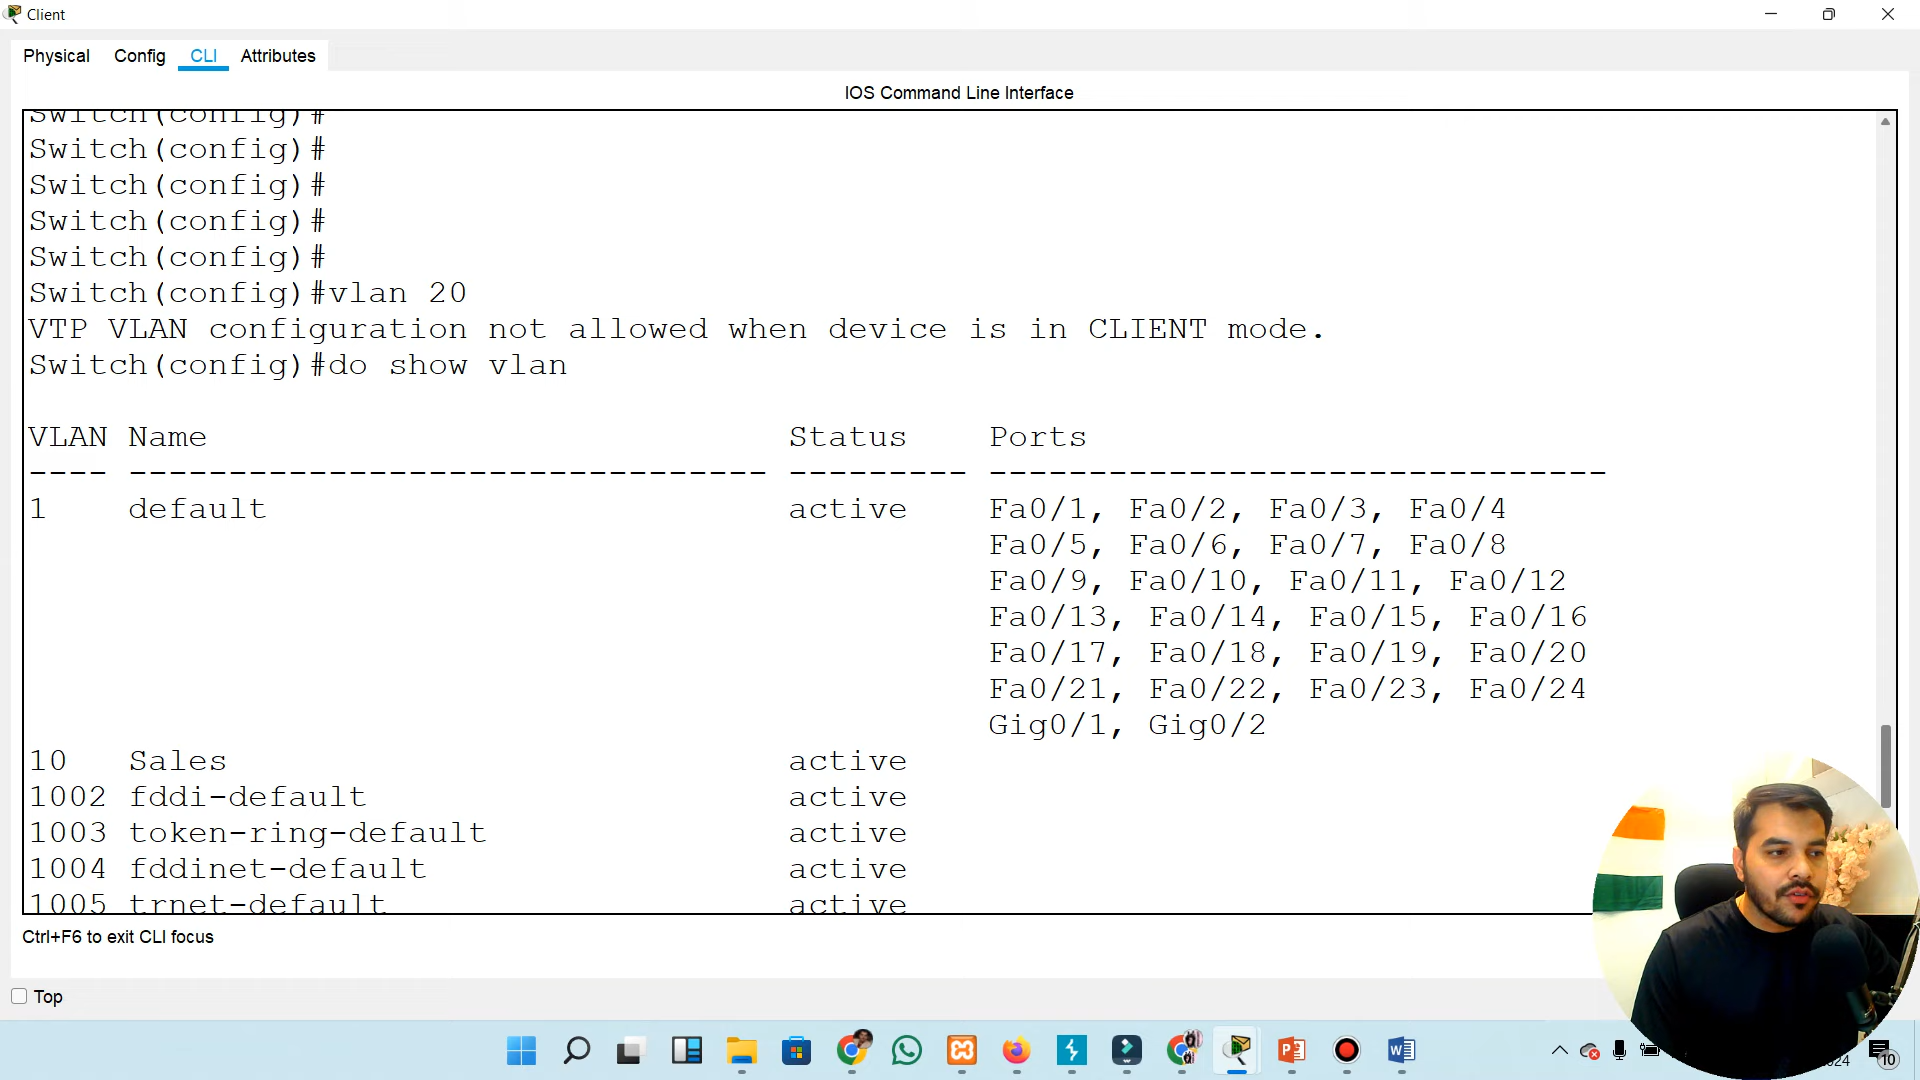 Client
Physical Config CLI Attributes
IOS Command Line Interface
Switch(config)#
Switch(config)#
Switch(config)#
Switch(config)#
Switch(config)#
Switch(config)#vlan 20
VTP VLAN configuration not allowed when device is in CLIENT mode.
Switch(config)#do show vlan
VLAN Name Status Ports
---- -------------------------------- --------- -------------------------------
1 default active Fa0/1, Fa0/2, Fa0/3, Fa0/4
Fa0/5, Fa0/6, Fa0/7, Fa0/8
Fa0/9, Fa0/10, Fa0/11, Fa0/12
Fa0/13, Fa0/14, Fa0/15, Fa0/16
Fa0/17, Fa0/18, Fa0/19, Fa0/20
Fa0/21, Fa0/22, Fa0/23, Fa0/24
Gig0/1, Gig0/2
10 Sales active
1002 fddi-default active
1003 token-ring-default active
1004 fddinet-default active
1005 trnet-default active
Ctrl+F6 to exit CLI focus
Top
10